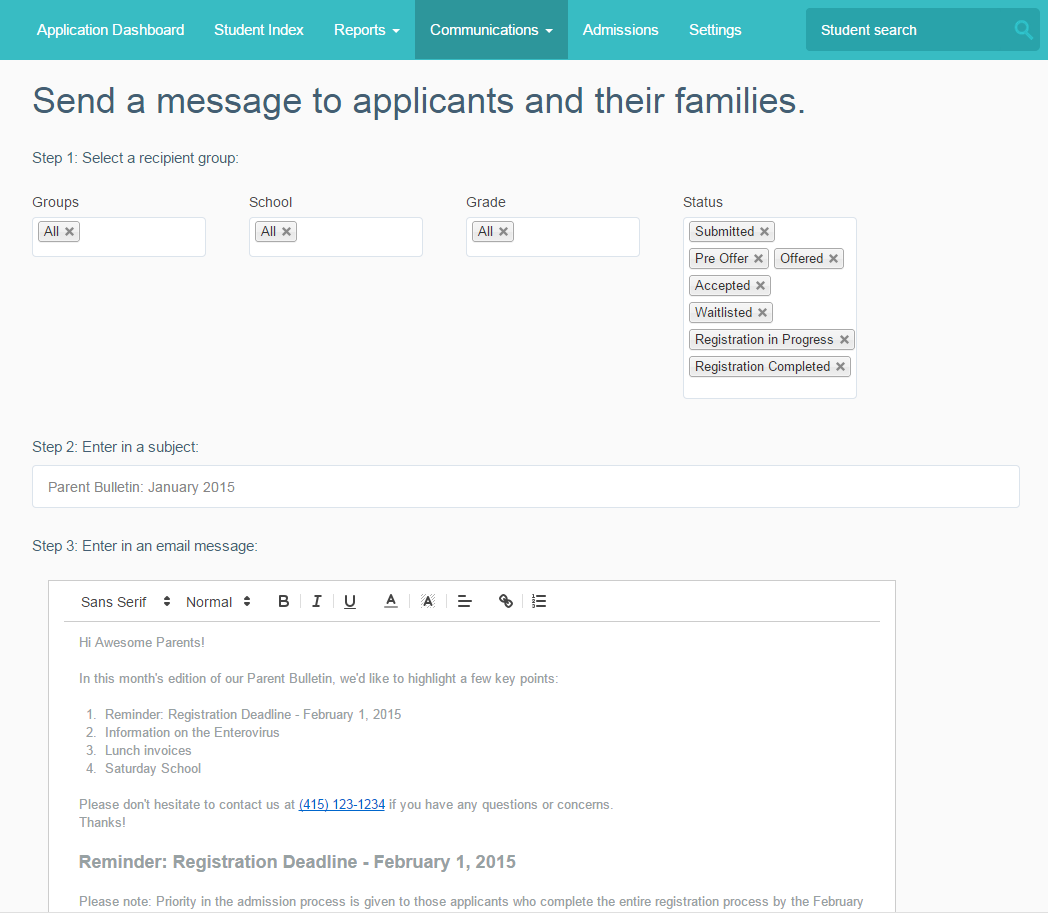 Application Dashboard Student Index Reports Communications Admissions Settings Student search
Send a message to applicants and their families.
Step 1: Select a recipient group:
Groups School Grade Status
All All All Submitted
Pre Offer Offered
Accepted
Waitlisted
Registration in Progress
Registration Completed
Step 2: Enter in a subject:
Parent Bulletin: January 2015
Step 3: Enter in an email message:
Sans Serif Normal B I U A A
Hi Awesome Parents!
In this month's edition of our Parent Bulletin, we'd like to highlight a few key points:
1. Reminder: Registration Deadline - February 1, 2015
2. Information on the Enterovirus
3. Lunch invoices
4. Saturday School
Please don't hesitate to contact us at (415) 123-1234 if you have any questions or concerns.
Thanks!
Reminder: Registration Deadline - February 1, 2015
Please note: Priority in the admission process is given to those applicants who complete the entire registration process by the February